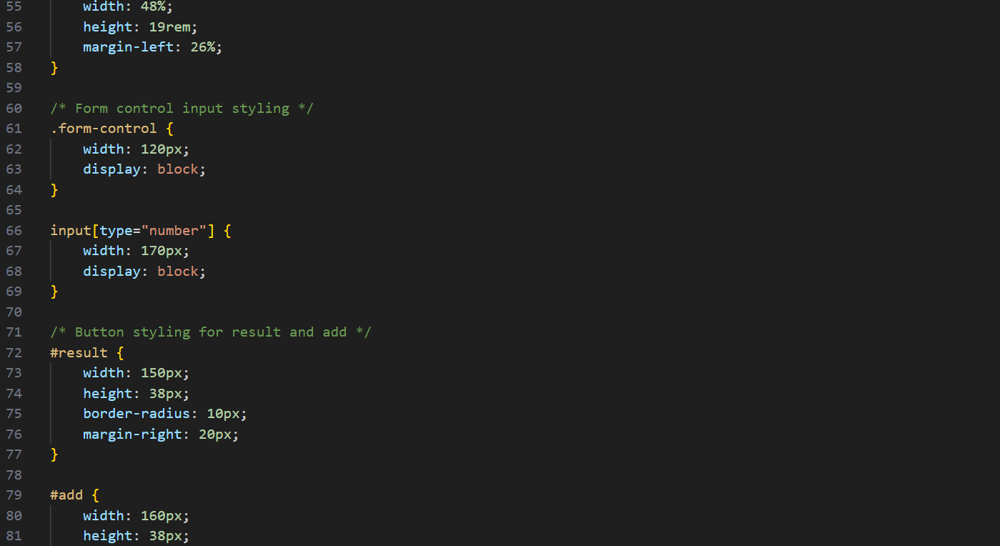 55 width: 48%;
56 height: 19rem;
57 margin-left: 26%;
58 }
59
60 /* Form control input styling */
61 .form-control {
62 width: 120px;
63 display: block;
64 }
65
66 input[type="number"] {
67 width: 170px;
68 display: block;
69 }
70
71 /* Button styling for result and add */
72 #result {
73 width: 150px;
74 height: 38px;
75 border-radius: 10px;
76 margin-right: 20px;
77 }
78
79 #add {
80 width: 160px;
81 height: 38px;